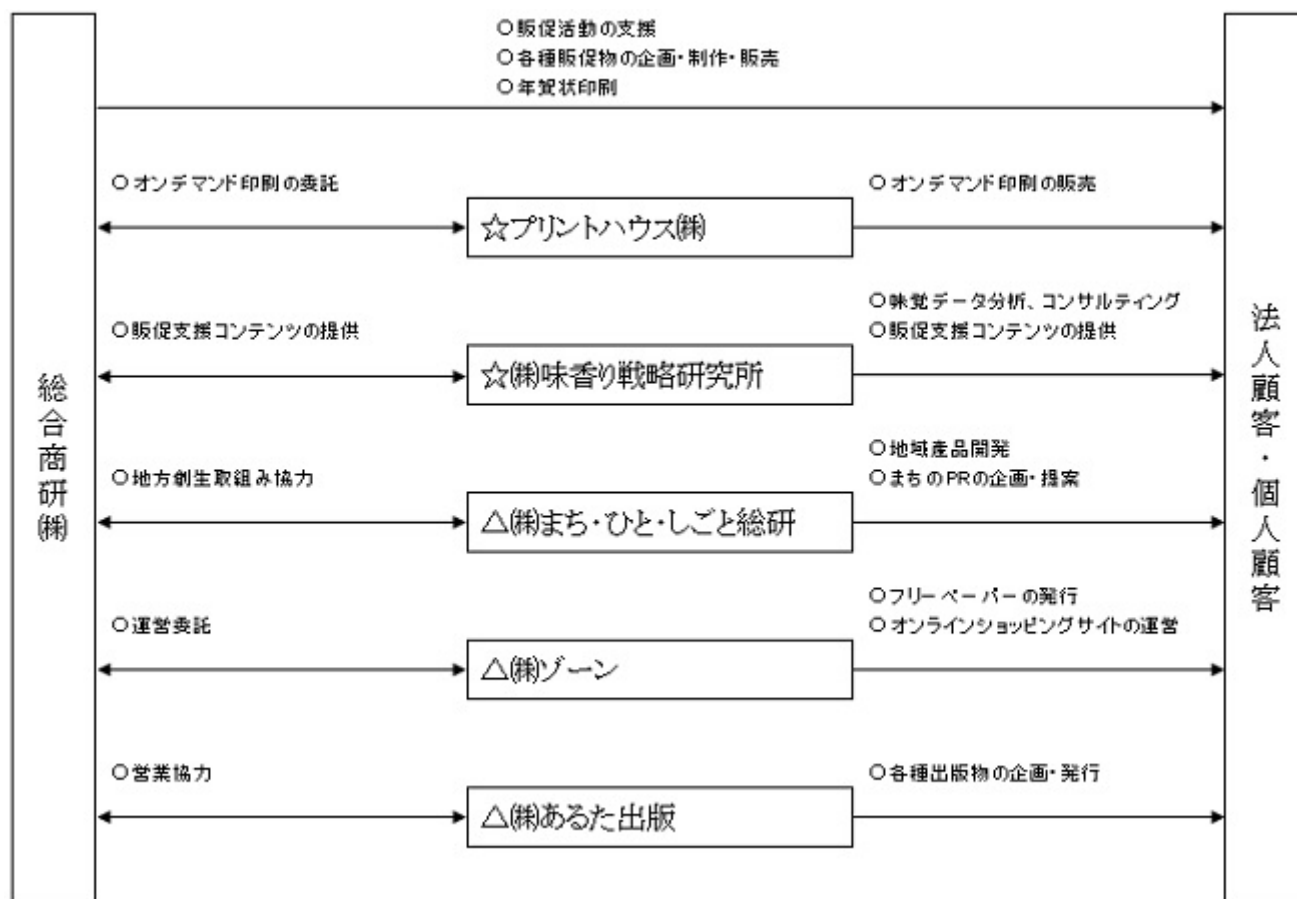 ○販促活動の支援
○各種販促物の企画・制作・販売
○年賀状印刷
○オンデマンド印刷の委託
○オンデマンド印刷の販売
☆プリントハウス㈱
○販促支援コンテンツの提供
○味覚データ分析、コンサルティング
○販促支援コンテンツの提供
☆㈱味香り戦略研究所
総合商研㈱
法人顧客・個人顧客
○地方創生取組み協力
○地域産品開発
○まちのPRの企画・提案
△㈱まち・ひと・しごと総研
○運営委託
○フリーペーパーの発行
○オンラインショッピングサイトの運営
△㈱ゾーン
○営業協力
○各種出版物の企画・発行
△㈱あるた出版